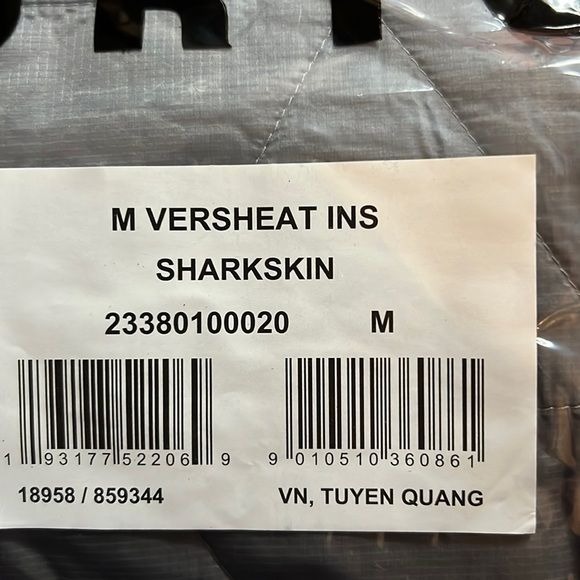 M VERSHEAT INS
SHARKSKIN
23380100020 M
1 93177 52206 9 9 010510 360861
18958 / 859344 VN, TUYEN QUANG